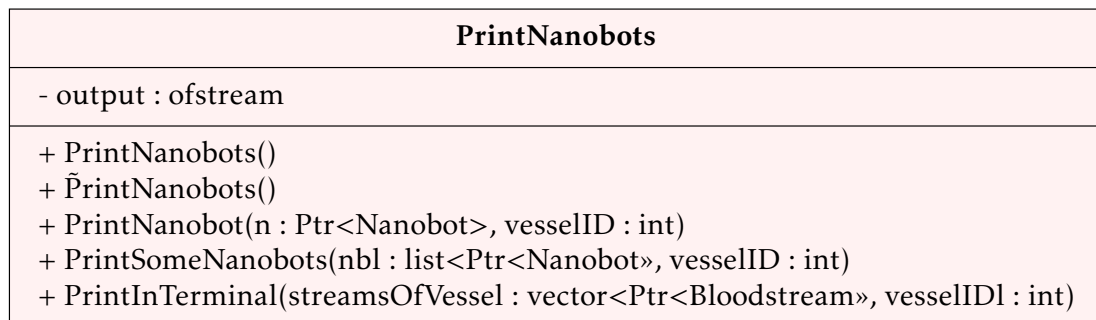 PrintNanobots
- output : ofstream
+ PrintNanobots()
+ P̃rintNanobots()
+ PrintNanobot(n : Ptr<Nanobot>, vesselID : int)
+ PrintSomeNanobots(nbl : list<Ptr<Nanobot», vesselID : int)
+ PrintInTerminal(streamsOfVessel : vector<Ptr<Bloodstream», vesselIDl : int)